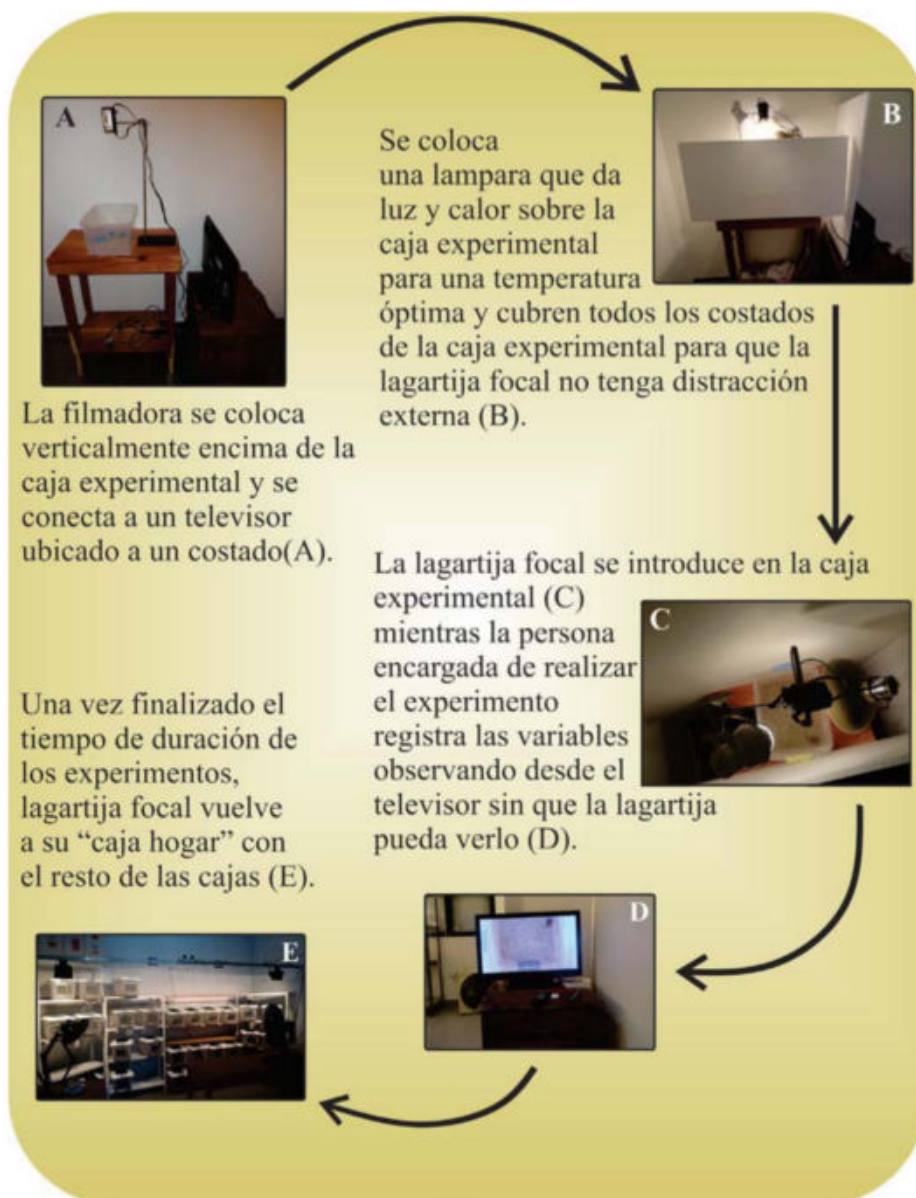 A
La filmadora se coloca
verticalmente encima de la
caja experimental y se
conecta a un televisor
ubicado a un costado(A).
B
Se coloca
una lampara que da
luz y calor sobre la
caja experimental
para una temperatura
óptima y cubren todos los costados
de la caja experimental para que la
lagartija focal no tenga distracción
externa (B).
La lagartija focal se introduce en la caja
experimental (C)
mientras la persona
encargada de realizar
el experimento
registra las variables
observando desde el
televisor sin que la lagartija
pueda verlo (D).
C
D
Una vez finalizado el
tiempo de duración de
los experimentos,
lagartija focal vuelve
a su “caja hogar” con
el resto de las cajas (E).
E